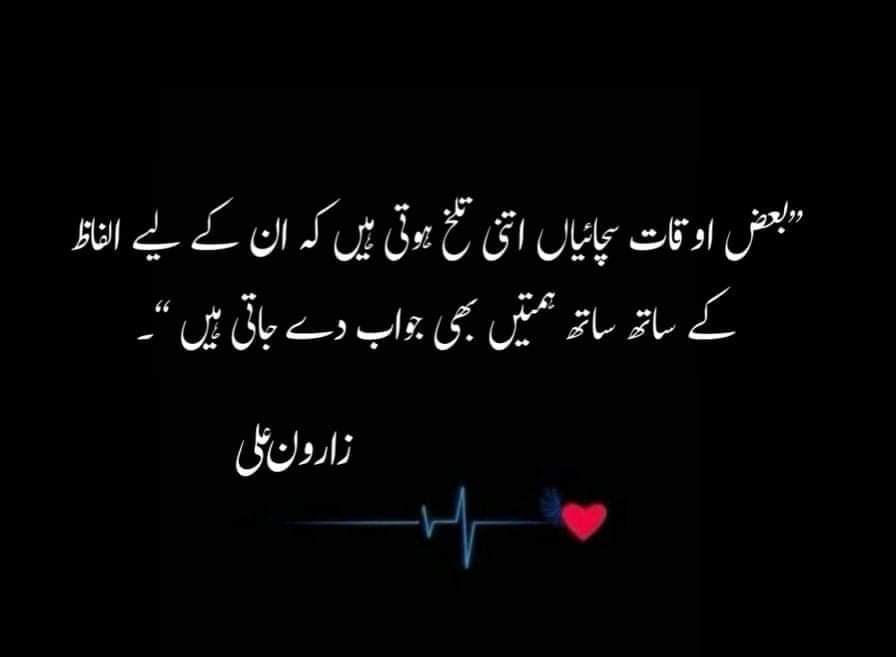 ”بعض اوقات سچائیاں اتنی تلخ ہوتی ہیں کہ ان کے لیے الفاظ
کے ساتھ ساتھ ہمتیں بھی جواب دے جاتی ہیں “۔
زارون علی